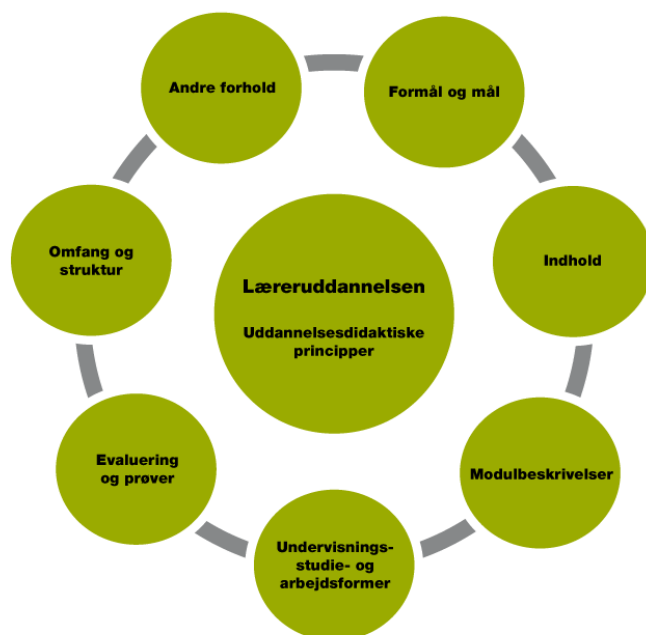 Andre forhold
Formål og mål
Omfang og
struktur
Indhold
Læreruddannelsen
Uddannelsesdidaktiske
principper
Evaluering
og prøver
Modulbeskrivelser
Undervisnings-
studie- og
arbejdsformer